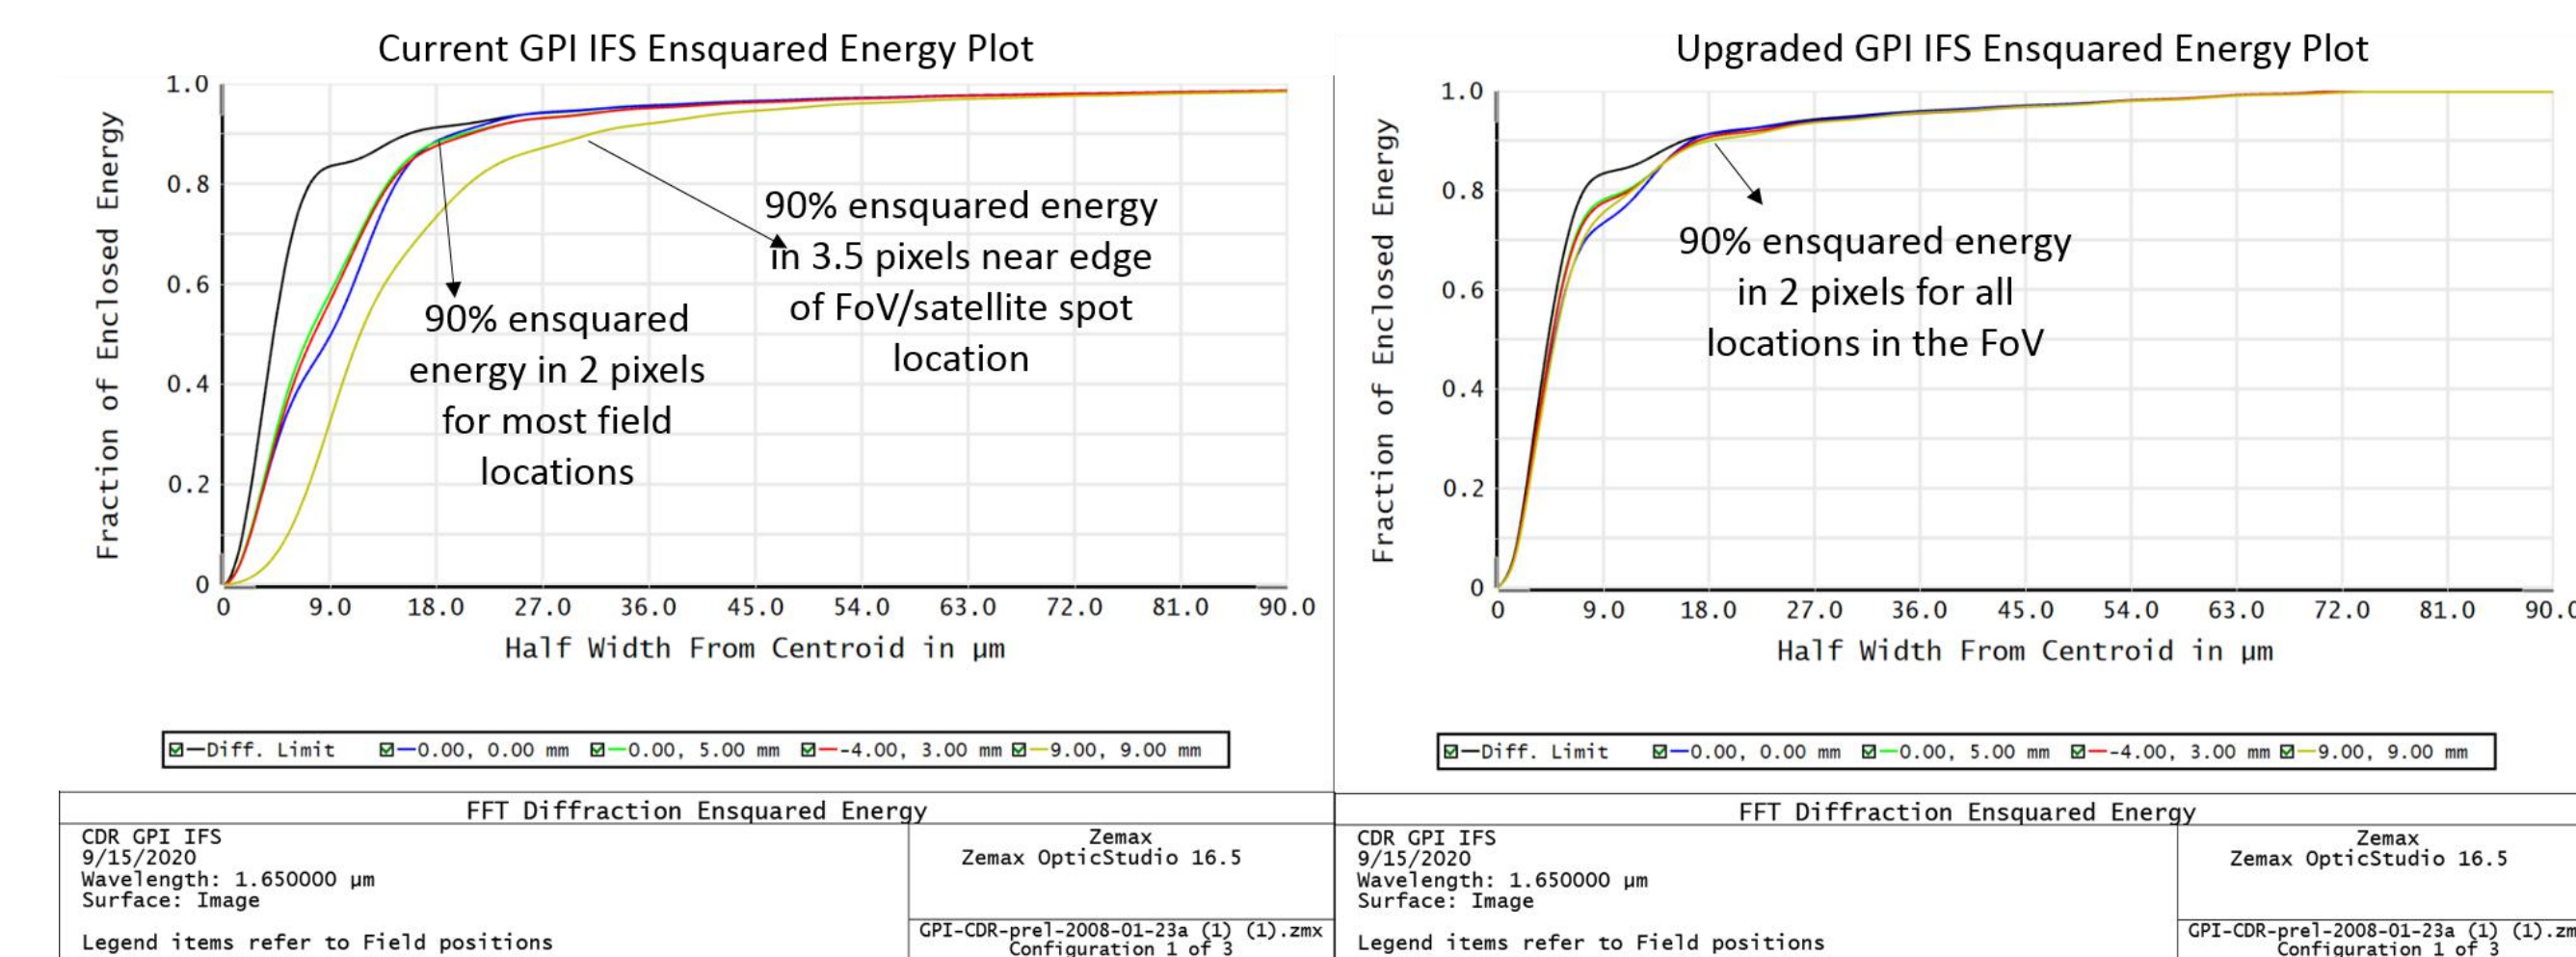 Current GPI IFS Ensquared Energy Plot
Fraction of Enclosed Energy
1.0
0.8
0.6
0.4
0.2
0
90% ensquared
energy in 2 pixels
for most field
locations
90% ensquared energy
in 3.5 pixels near edge
of FoV/satellite spot
location
0 9.0 18.0 27.0 36.0 45.0 54.0 63.0 72.0 81.0 90.0
Half Width From Centroid in µm
Diff. Limit 0.00, 0.00 mm 0.00, 5.00 mm -4.00, 3.00 mm 9.00, 9.00 mm
FFT Diffraction Ensquared Energy
CDR GPI IFS
9/15/2020
Wavelength: 1.650000 µm
Surface: Image
Legend items refer to Field positions
Zemax
Zemax OpticStudio 16.5
GPI-CDR-prel-2008-01-23a (1) (1).zmx
Configuration 1 of 3
Upgraded GPI IFS Ensquared Energy Plot
Fraction of Enclosed Energy
1.0
0.8
0.6
0.4
0.2
0
90% ensquared energy
in 2 pixels for all
locations in the FoV
0 9.0 18.0 27.0 36.0 45.0 54.0 63.0 72.0 81.0 90.0
Half Width From Centroid in µm
Diff. Limit 0.00, 0.00 mm 0.00, 5.00 mm -4.00, 3.00 mm 9.00, 9.00 mm
FFT Diffraction Ensquared Energy
CDR GPI IFS
9/15/2020
Wavelength: 1.650000 µm
Surface: Image
Legend items refer to Field positions
Zemax
Zemax OpticStudio 16.5
GPI-CDR-prel-2008-01-23a (1) (1).zm
Configuration 1 of 3